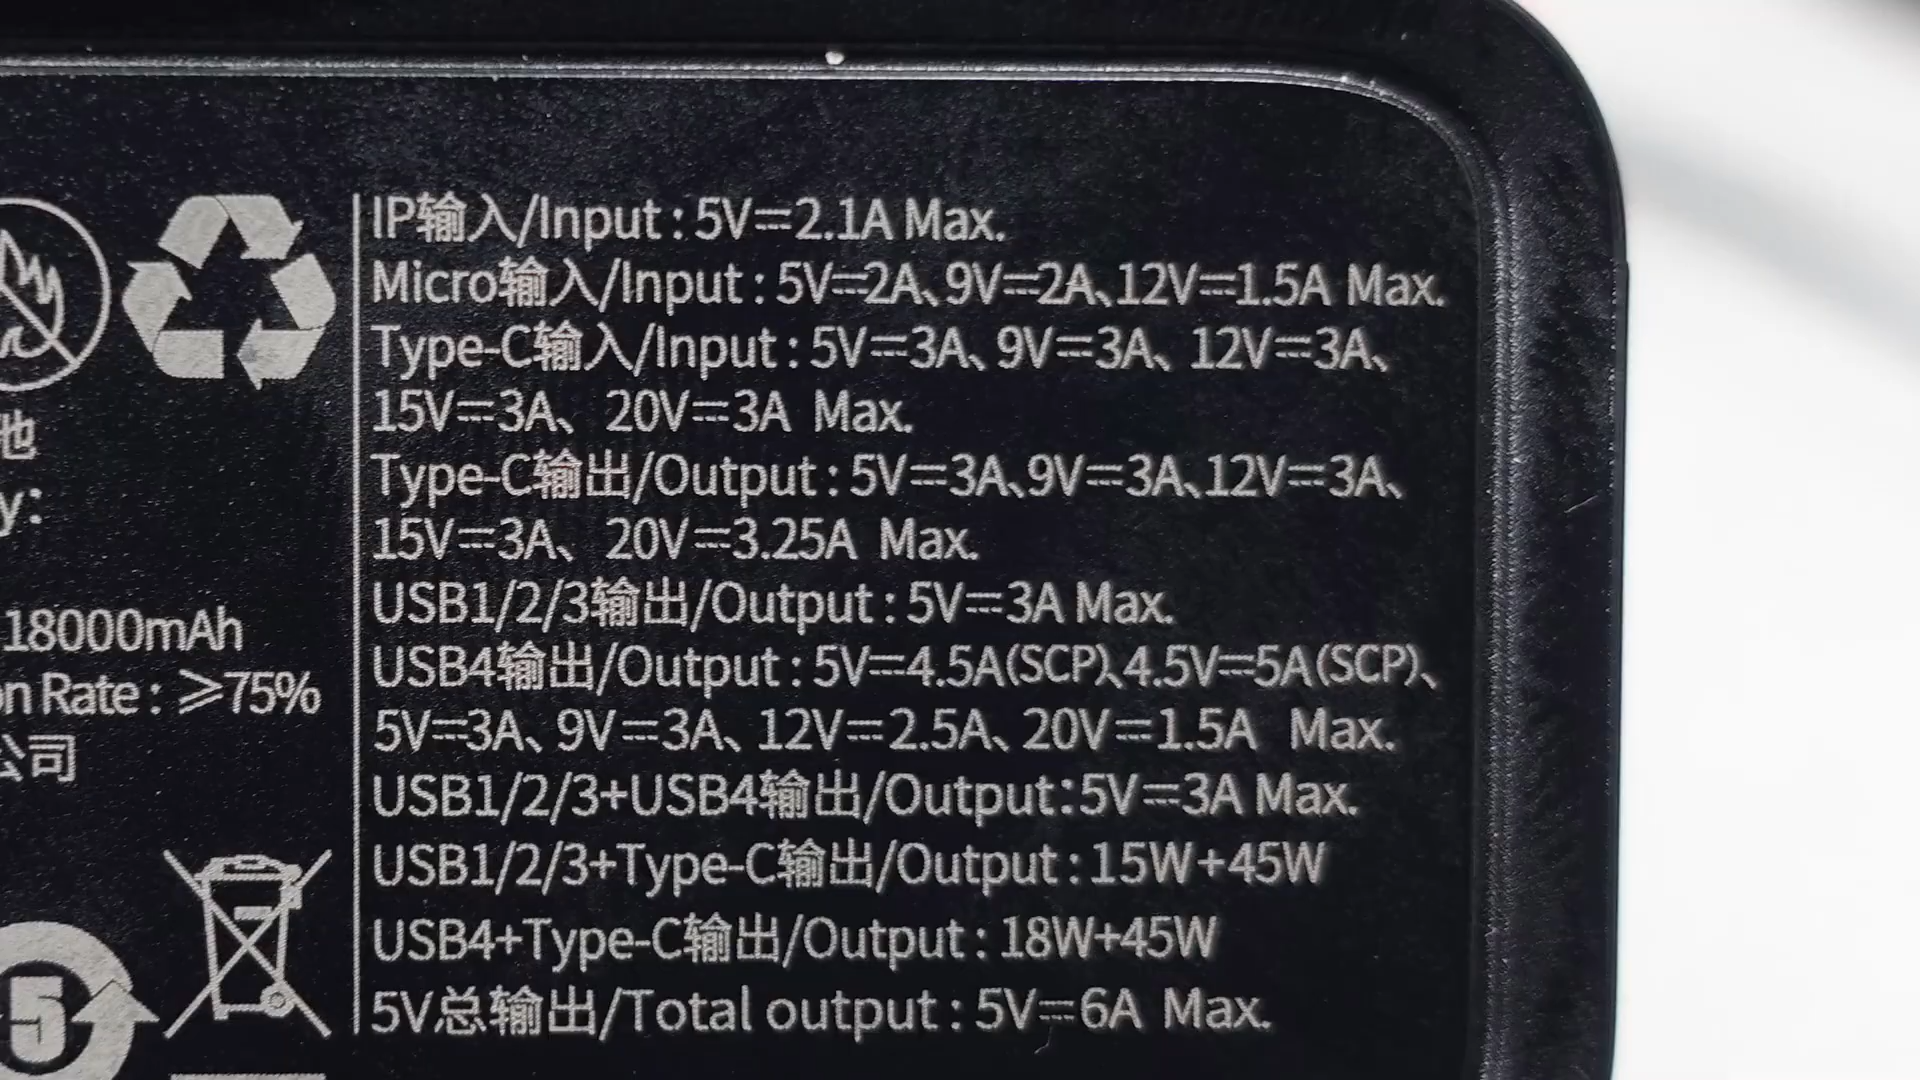 IP输入/Input : 5V⎓2.1A Max.
Micro输入/Input : 5V⎓2A、9V⎓2A、12V⎓1.5A Max.
Type-C输入/Input : 5V⎓3A、9V⎓3A、12V⎓3A、
15V⎓3A、20V⎓3A Max.
Type-C输出/Output : 5V⎓3A、9V⎓3A、12V⎓3A、
15V⎓3A、20V⎓3.25A Max.
USB1/2/3输出/Output : 5V⎓3A Max.
USB4输出/Output : 5V⎓4.5A(SCP)、4.5V⎓5A(SCP)、
5V⎓3A、9V⎓3A、12V⎓2.5A、20V⎓1.5A Max.
USB1/2/3+USB4输出/Output:5V⎓3A Max.
USB1/2/3+Type-C输出/Output : 15W+45W
USB4+Type-C输出/Output : 18W+45W
5V总输出/Total output : 5V⎓6A Max.
池
y:
18000mAh
on Rate : ≥75%
公司
5